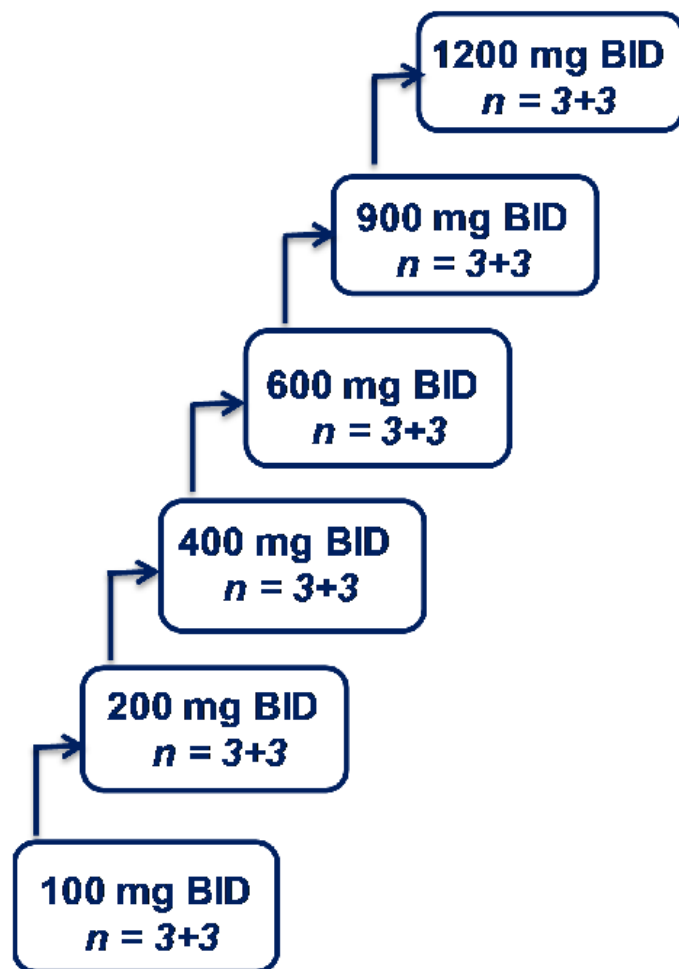 1200 mg BID
n = 3+3
900 mg BID
n = 3+3
600 mg BID
n = 3+3
400 mg BID
n = 3+3
200 mg BID
n = 3+3
100 mg BID
n = 3+3